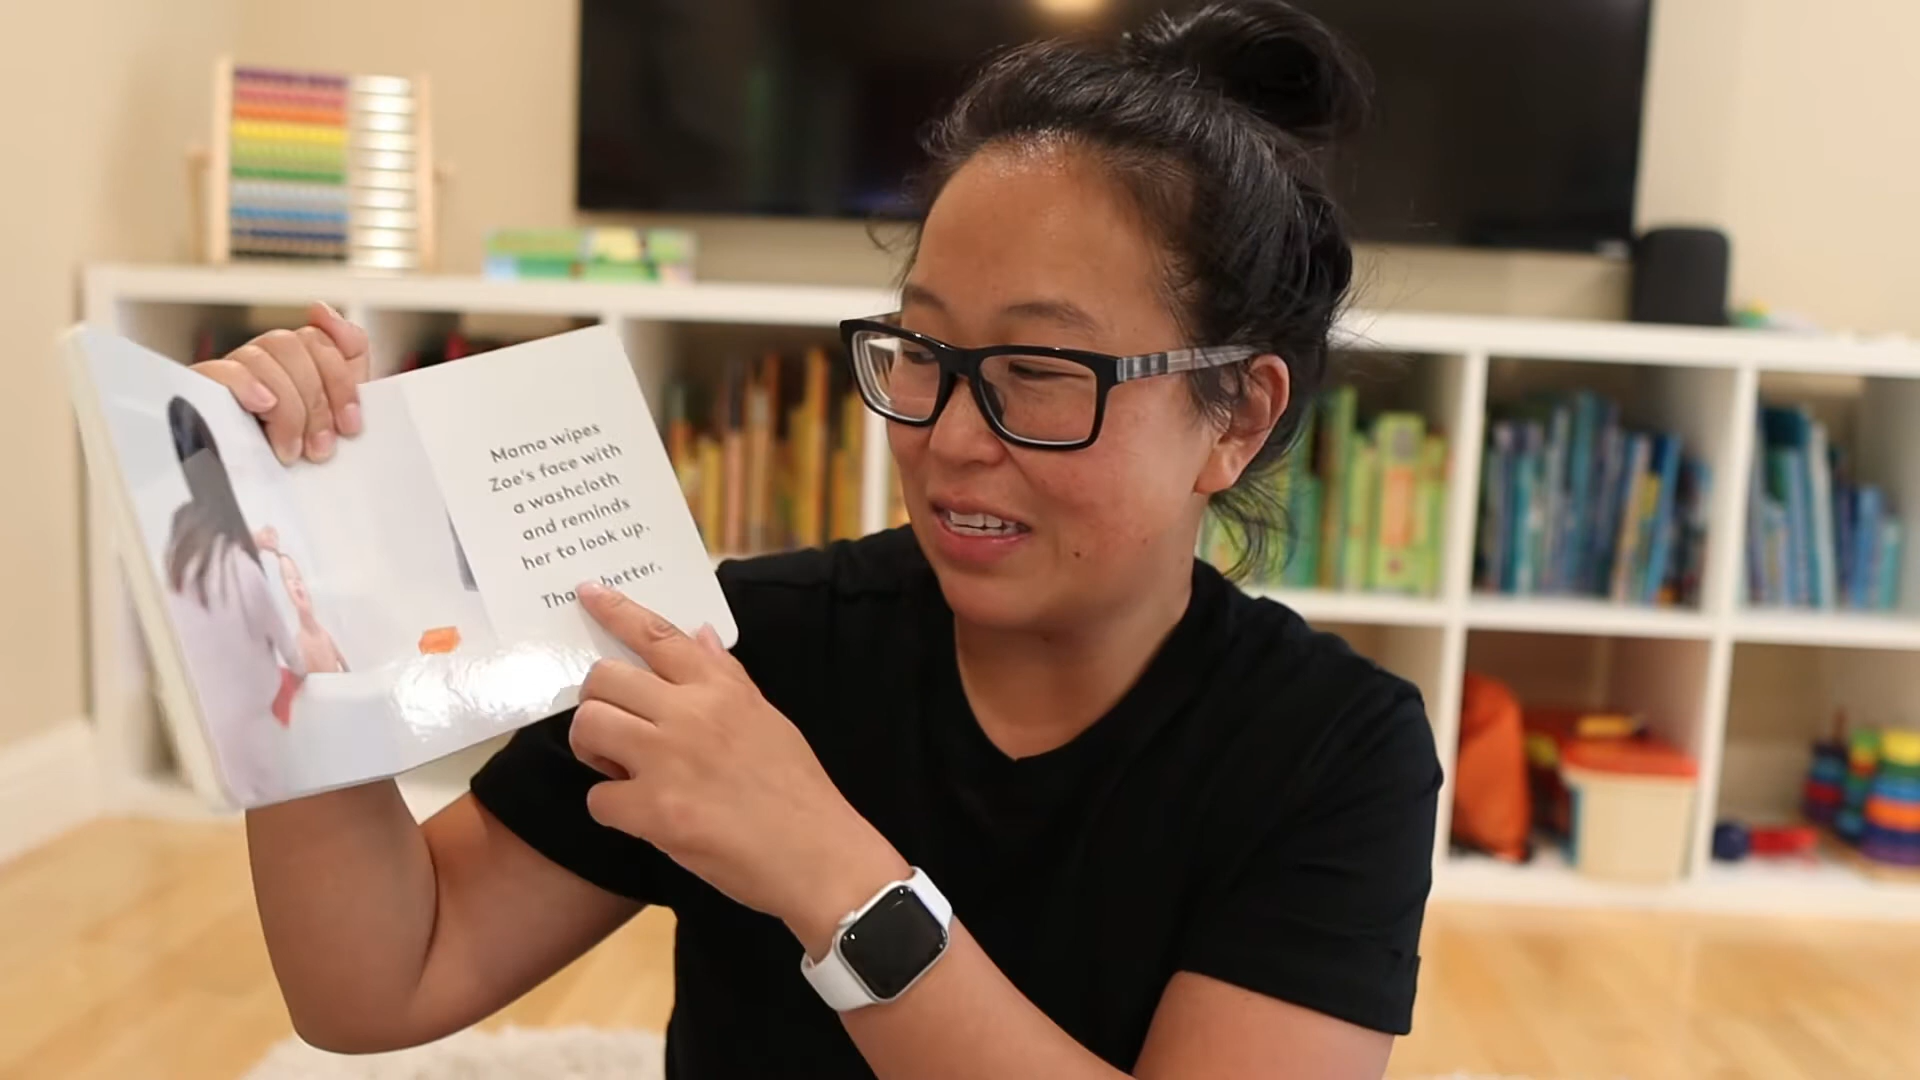 Mama wipes
Zoe's face with
a washcloth
and reminds
her to look up.
better.